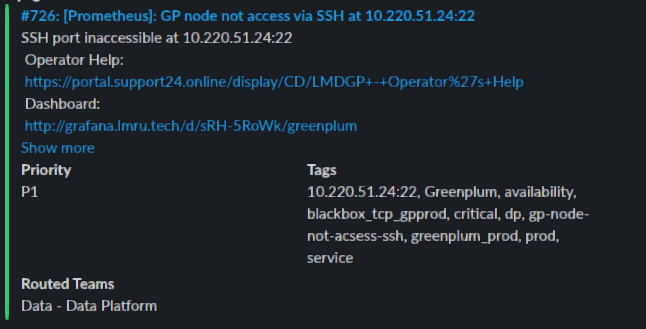 #726: [Prometheus]: GP node not access via SSH at 10.220.51.24:22
SSH port inaccessible at 10.220.51.24:22
Operator Help:
https://portal.support24.online/display/CD/LMDGP+-+Operator%27s+Help
Dashboard:
http://grafana.lmru.tech/d/sRH-5RoWk/greenplum
Show more
Priority
P1
Tags
10.220.51.24:22, Greenplum, availability,
blackbox_tcp_gpprod, critical, dp, gp-node-
not-acsess-ssh, greenplum_prod, prod,
service
Routed Teams
Data - Data Platform